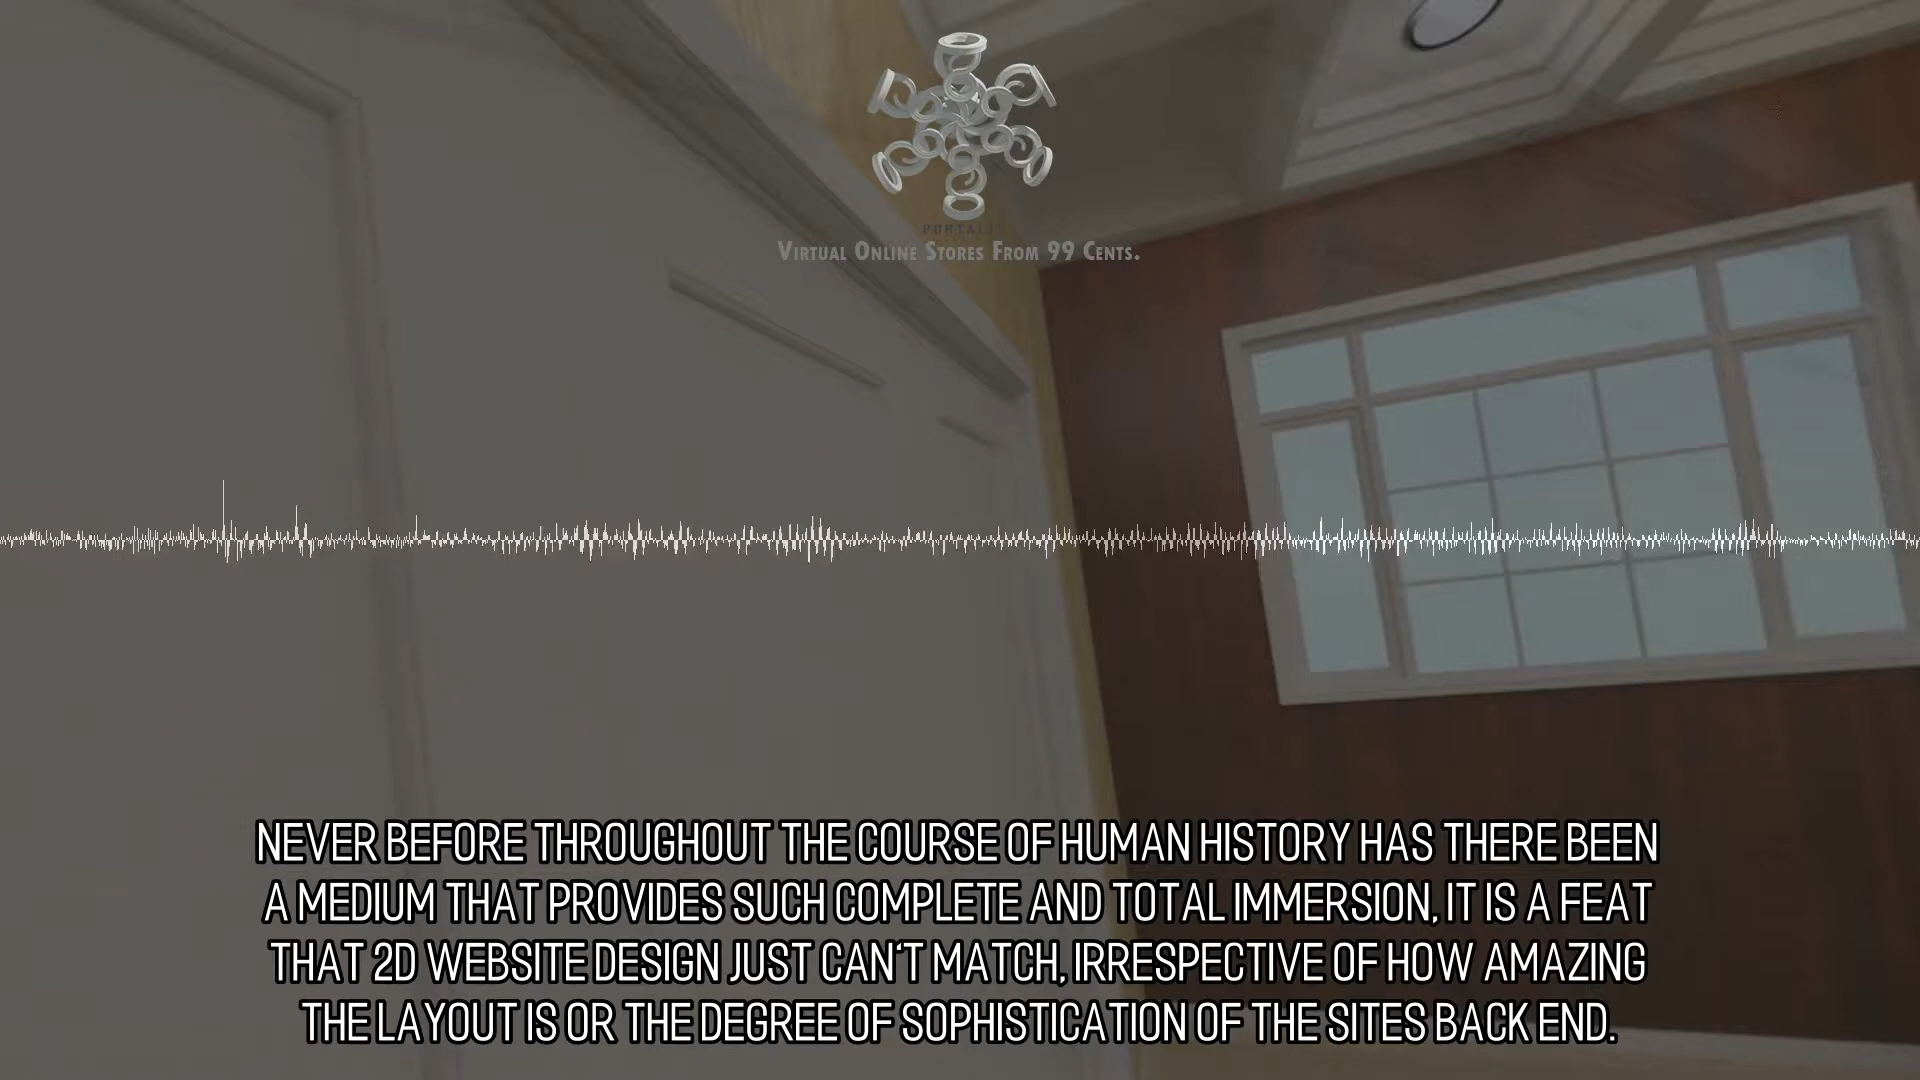 Virtual Online Stores From 99 Cents.
NEVER BEFORE THROUGHOUT THE COURSE OF HUMAN HISTORY HAS THERE BEEN
A MEDIUM THAT PROVIDES SUCH COMPLETE AND TOTAL IMMERSION, IT IS A FEAT
THAT 2D WEBSITE DESIGN JUST CAN'T MATCH, IRRESPECTIVE OF HOW AMAZING
THE LAYOUT IS OR THE DEGREE OF SOPHISTICATION OF THE SITES BACK END.